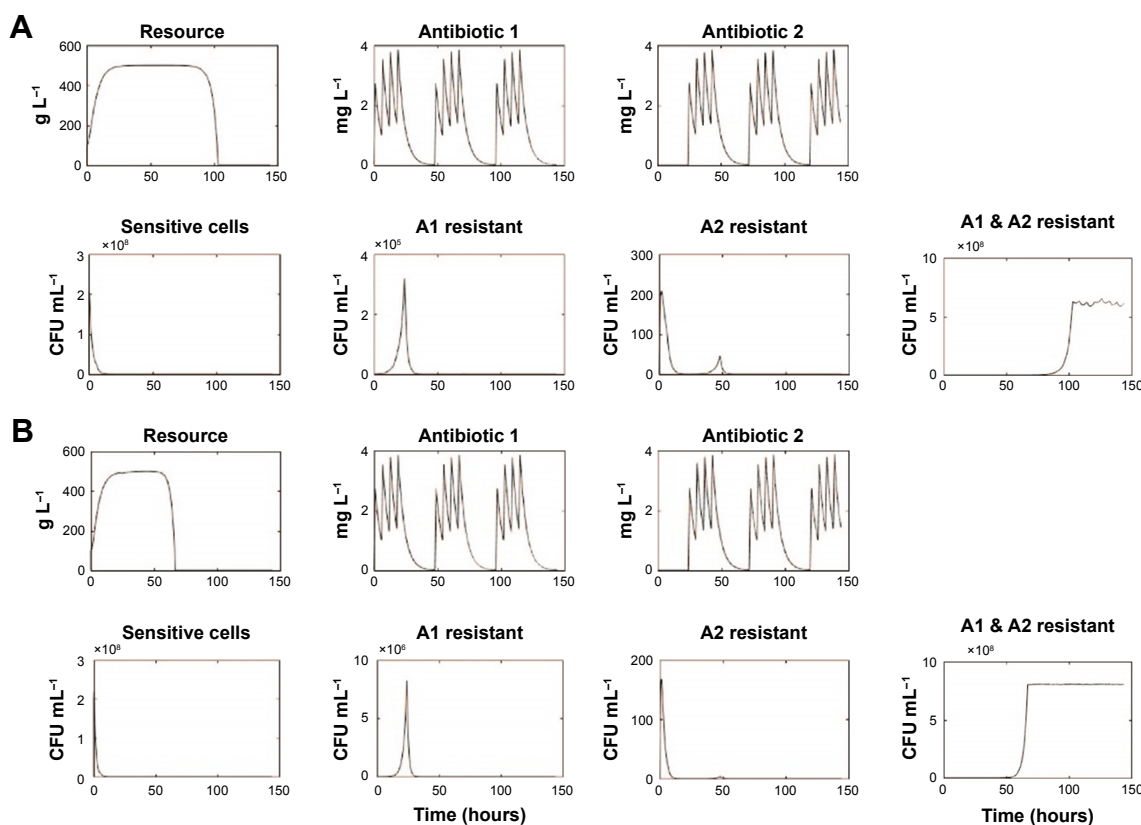 A
Resource
Antibiotic 1
Antibiotic 2
g L⁻¹
600
400
200
0
0 50 100 150
mg L⁻¹
4
2
0
0 50 100 150
mg L⁻¹
4
2
0
0 50 100 150
Sensitive cells
A1 resistant
A2 resistant
A1 & A2 resistant
×10⁸
CFU mL⁻¹
3
2
1
0
0 50 100 150
×10⁵
CFU mL⁻¹
4
2
0
0 50 100 150
CFU mL⁻¹
300
200
100
0
0 50 100 150
×10⁸
CFU mL⁻¹
10
5
0
0 50 100 150
B
Resource
Antibiotic 1
Antibiotic 2
g L⁻¹
600
400
200
0
0 50 100 150
mg L⁻¹
4
2
0
0 50 100 150
mg L⁻¹
4
2
0
0 50 100 150
Sensitive cells
A1 resistant
A2 resistant
A1 & A2 resistant
×10⁸
CFU mL⁻¹
3
2
1
0
0 50 100 150
×10⁶
CFU mL⁻¹
10
5
0
0 50 100 150
CFU mL⁻¹
200
150
100
50
0
0 50 100 150
×10⁸
CFU mL⁻¹
10
5
0
0 50 100 150
Time (hours)
Time (hours)